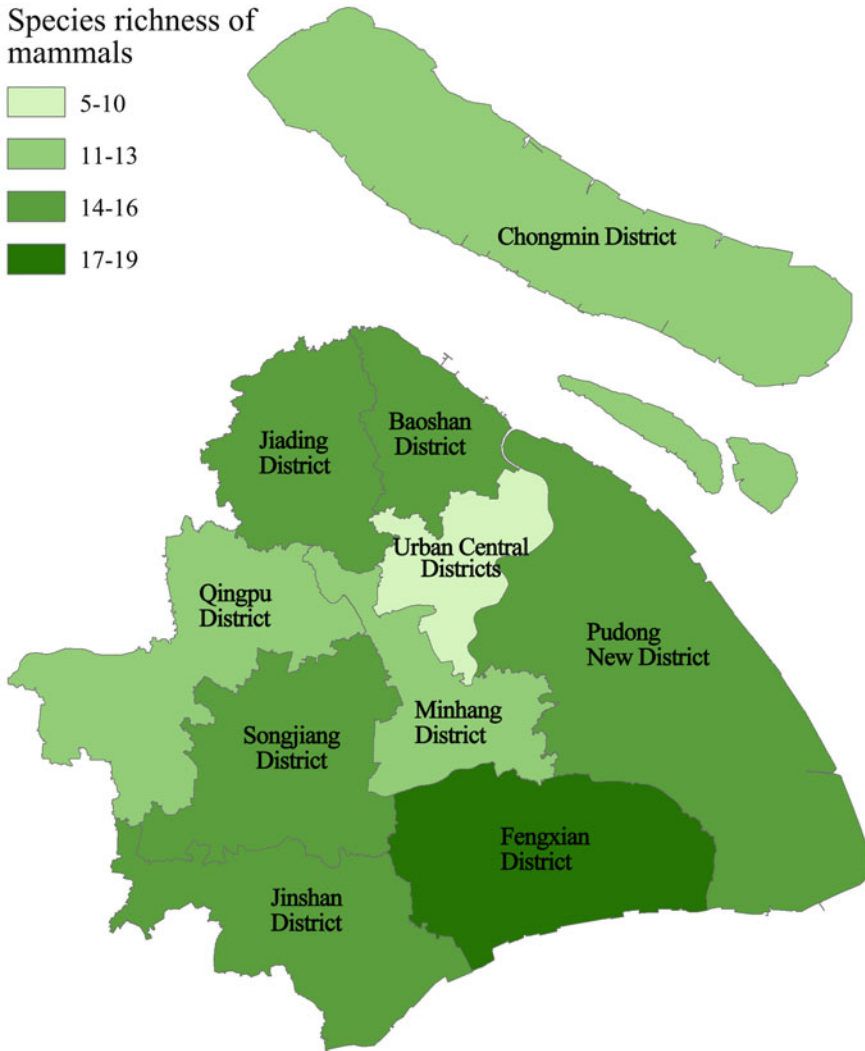 Species richness of
mammals
5-10
11-13
14-16
17-19
Chongmin District
Baoshan
District
Jiading
District
Urban Central
Districts
Qingpu
District
Pudong
New District
Minhang
District
Songjiang
District
Fengxian
District
Jinshan
District